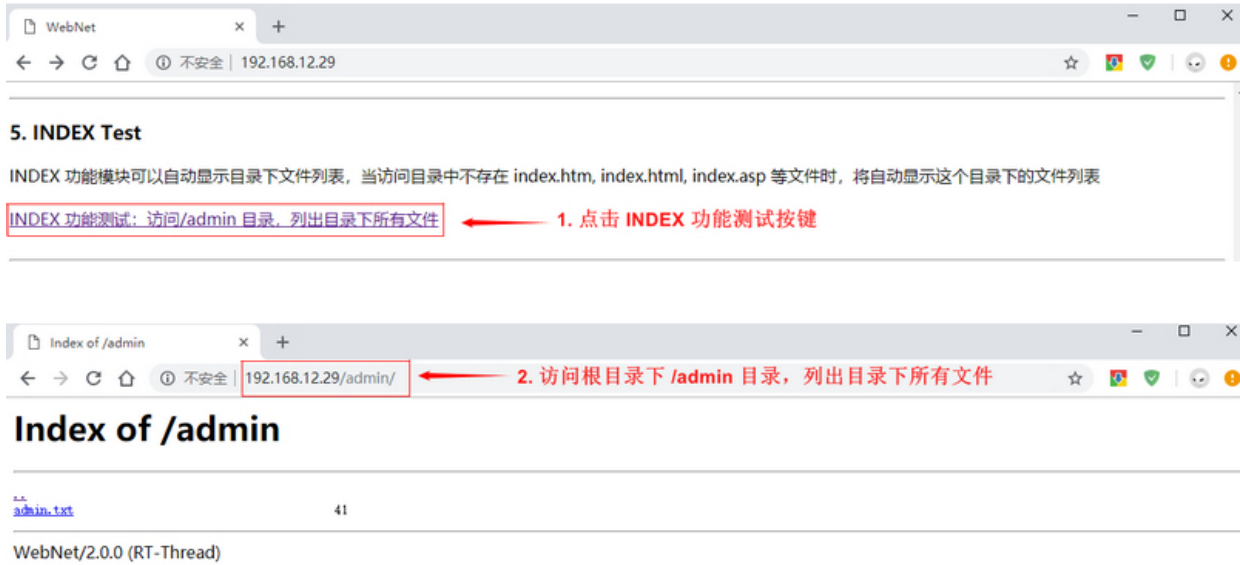 WebNet
不安全 | 192.168.12.29
5. INDEX Test
INDEX 功能模块可以自动显示目录下文件列表，当访问目录中不存在 index.htm, index.html, index.asp 等文件时，将自动显示这个目录下的文件列表
INDEX 功能测试：访问/admin 目录，列出目录下所有文件
1. 点击 INDEX 功能测试按键
Index of /admin
不安全 | 192.168.12.29/admin/
2. 访问根目录下 /admin 目录，列出目录下所有文件
Index of /admin
..
admin.txt 41
WebNet/2.0.0 (RT-Thread)